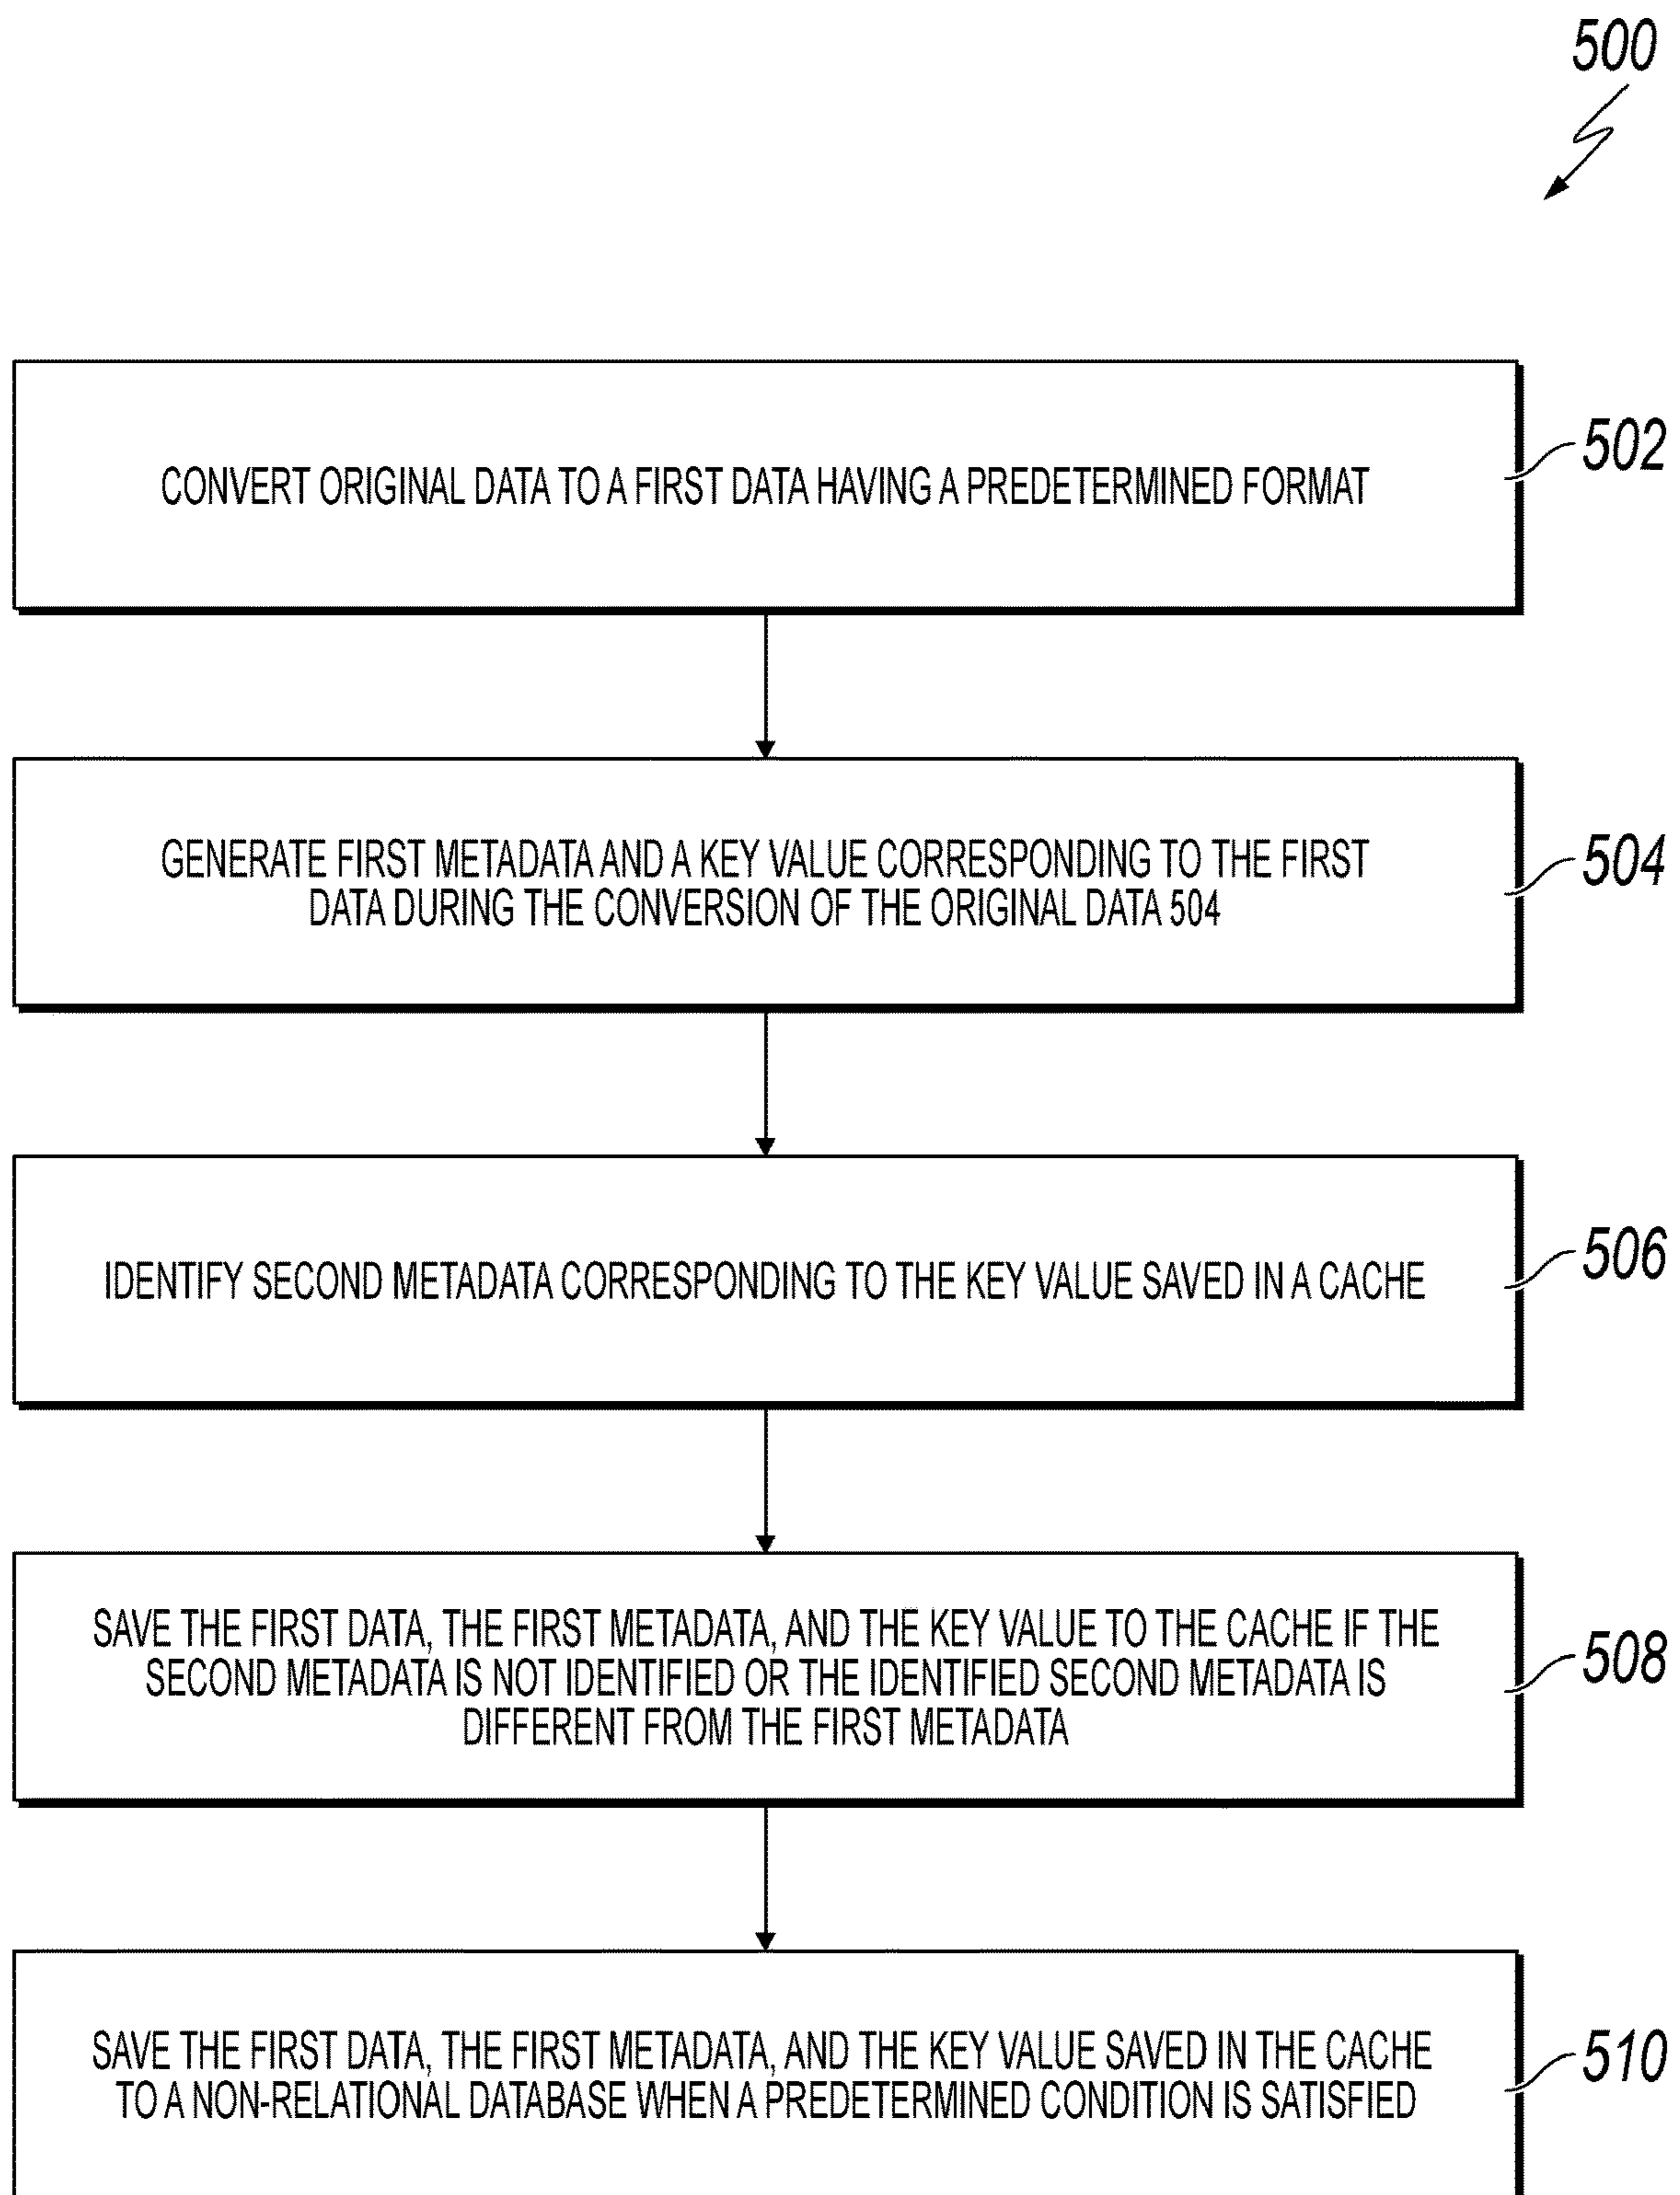 500
CONVERT ORIGINAL DATA TO A FIRST DATA HAVING A PREDETERMINED FORMAT
502
GENERATE FIRST METADATA AND A KEY VALUE CORRESPONDING TO THE FIRST
DATA DURING THE CONVERSION OF THE ORIGINAL DATA 504
504
IDENTIFY SECOND METADATA CORRESPONDING TO THE KEY VALUE SAVED IN A CACHE
506
SAVE THE FIRST DATA, THE FIRST METADATA, AND THE KEY VALUE TO THE CACHE IF THE
SECOND METADATA IS NOT IDENTIFIED OR THE IDENTIFIED SECOND METADATA IS
DIFFERENT FROM THE FIRST METADATA
508
SAVE THE FIRST DATA, THE FIRST METADATA, AND THE KEY VALUE SAVED IN THE CACHE
TO A NON-RELATIONAL DATABASE WHEN A PREDETERMINED CONDITION IS SATISFIED
510